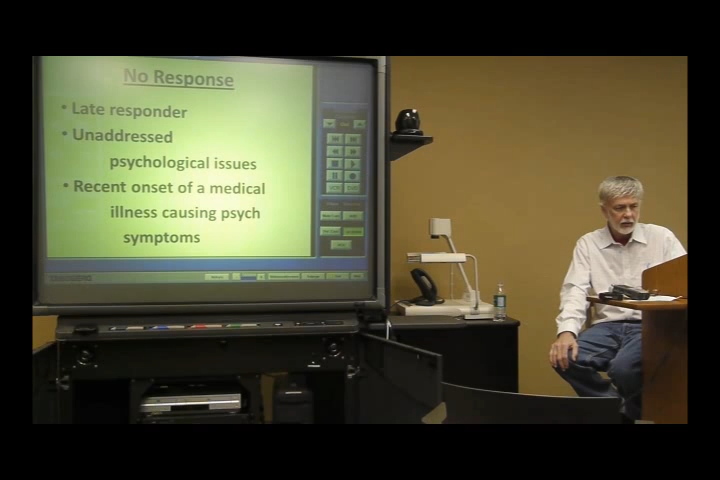 No Response
• Late responder
• Unaddressed
psychological issues
• Recent onset of a medical
illness causing psych
symptoms